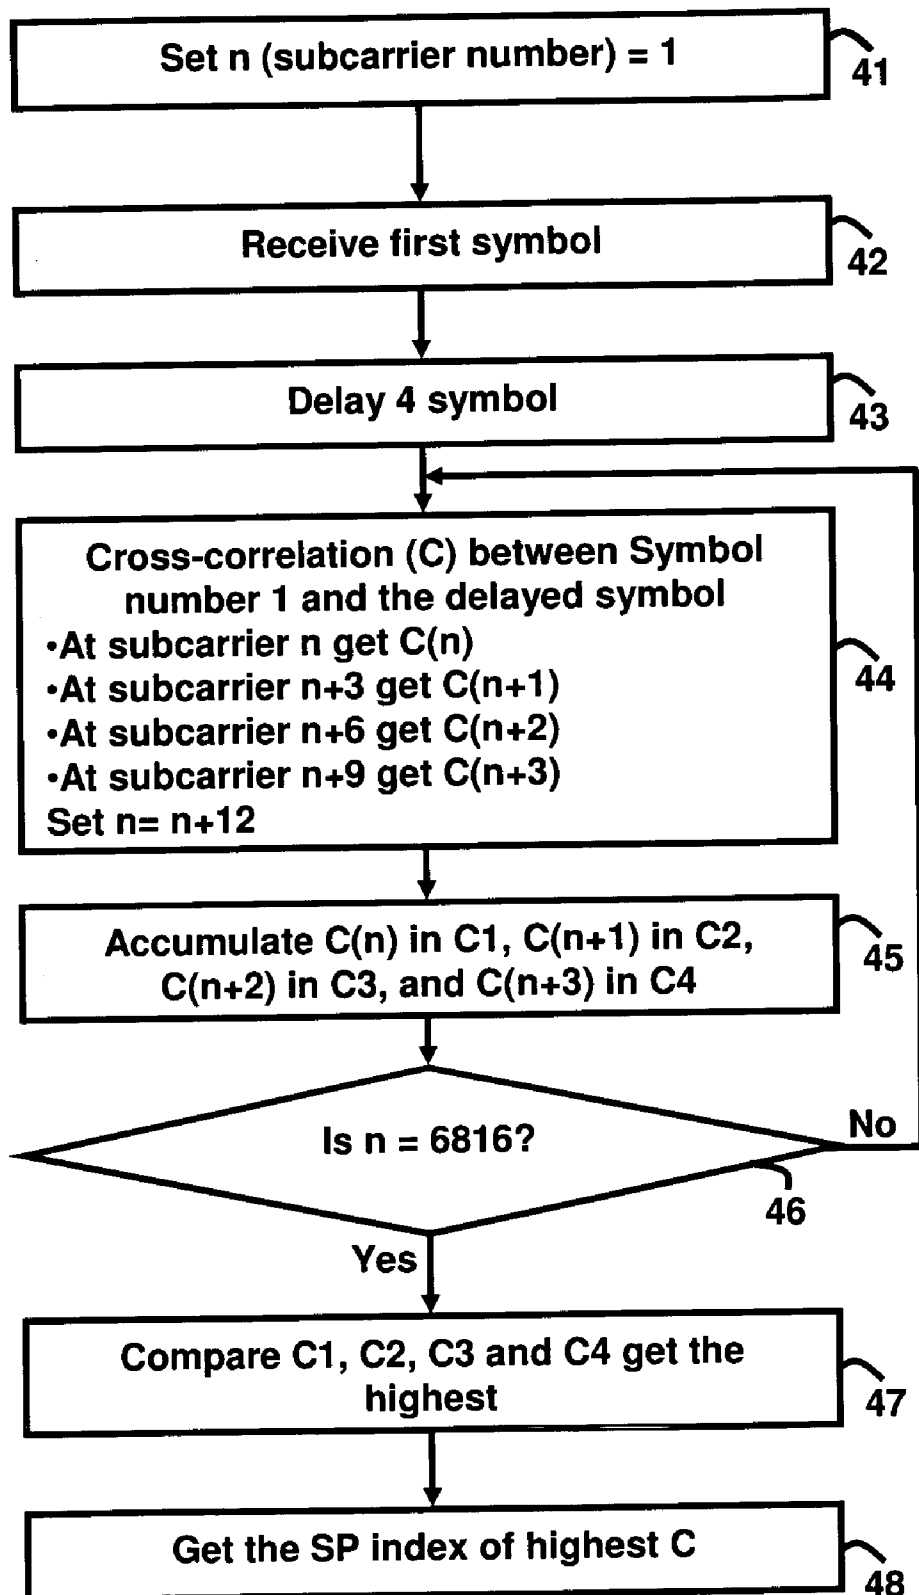 Set n (subcarrier number) = 1
41
Receive first symbol
42
Delay 4 symbol
43
Cross-correlation (C) between Symbol
number 1 and the delayed symbol
•At subcarrier n get C(n)
•At subcarrier n+3 get C(n+1)
•At subcarrier n+6 get C(n+2)
•At subcarrier n+9 get C(n+3)
Set n= n+12
44
Accumulate C(n) in C1, C(n+1) in C2,
C(n+2) in C3, and C(n+3) in C4
45
Is n = 6816?
No
46
Yes
Compare C1, C2, C3 and C4 get the
highest
47
Get the SP index of highest C
48